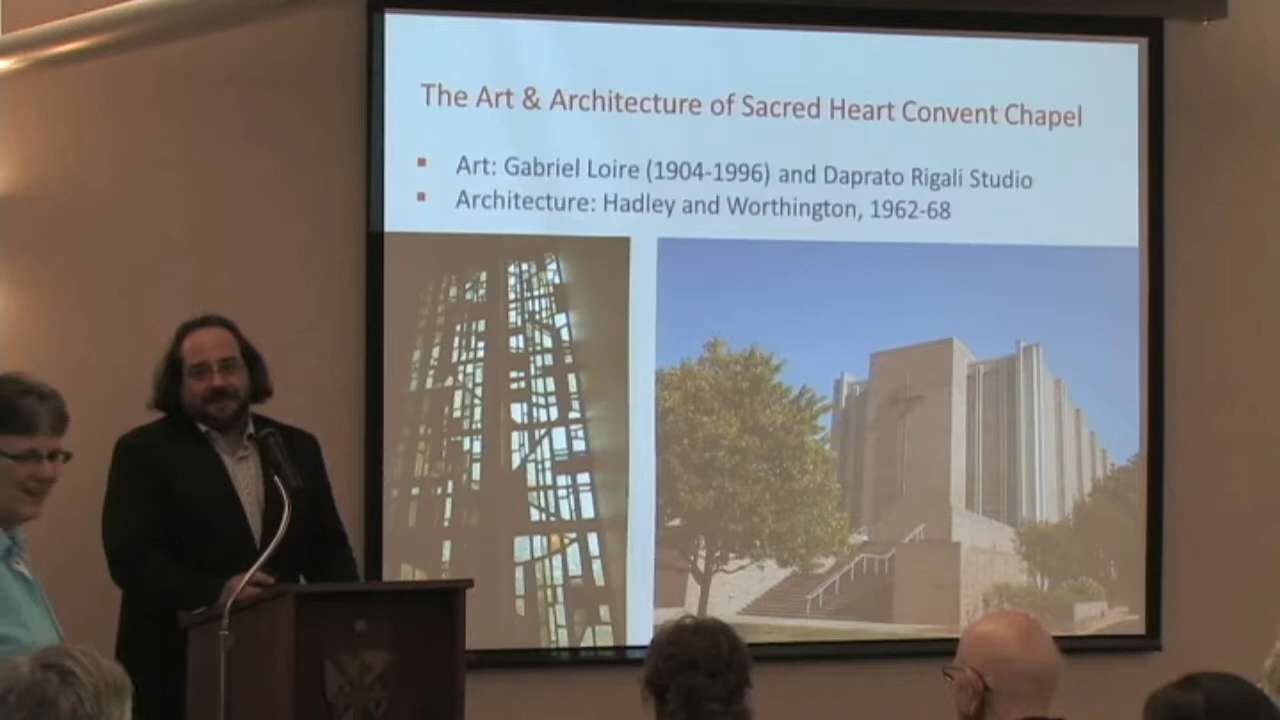 The Art & Architecture of Sacred Heart Convent Chapel
Art: Gabriel Loire (1904-1996) and Daprato Rigali Studio
Architecture: Hadley and Worthington, 1962-68